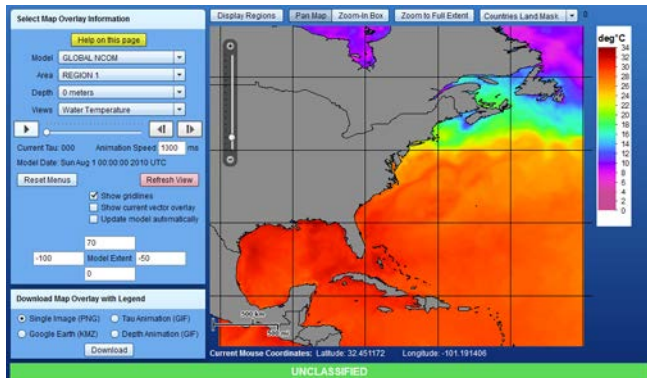 Select Map Overlay Information
Display Regions Pan Map Zoom-In Box Zoom to Full Extent Countries Land Mask
Help on this page
Model GLOBAL NCOM
Area REGION 1
Depth 0 meters
Views Water Temperature
Current Tau: 000 Animation Speed 1300 ms
Model Date: Sun Aug 1 00:00:00 2010 UTC
Reset Menus Refresh View
Show gridlines
Show current vector overlay
Update model automatically
70
-100 Model Extent -50
0
Download Map Overlay with Legend
Single Image (PNG) Tau Animation (GIF)
Google Earth (KMZ) Depth Animation (GIF)
Download
deg°C
34
32
30
28
26
24
22
20
18
16
14
12
10
8
6
4
2
0
500 km
Current Mouse Coordinates: Latitude: 32.451172 Longitude: -101.191406
UNCLASSIFIED